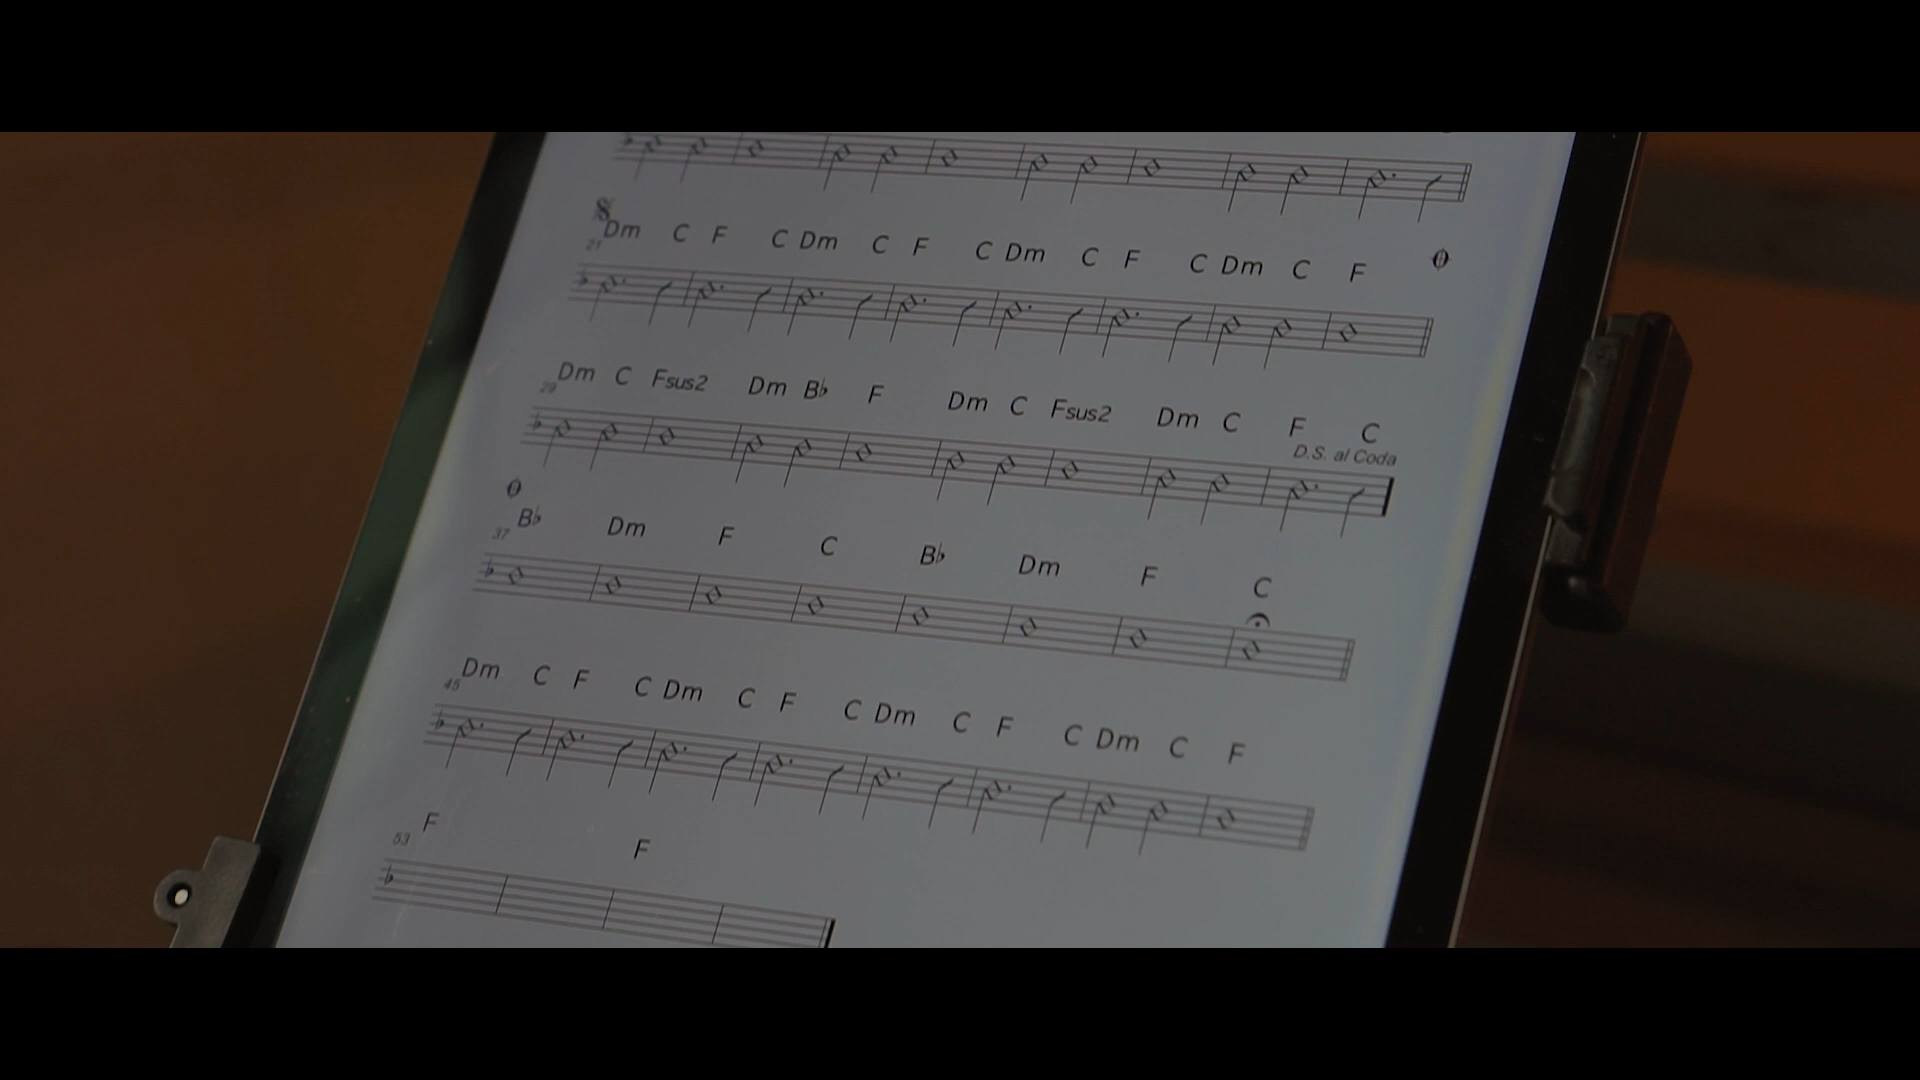 Dm C F C Dm C F C Dm C F C Dm C F
21
Dm C Fsus2 Dm B♭ F Dm C Fsus2 Dm C F C
29
D.S. al Coda
B♭ Dm F C B♭ Dm F C
37
Dm C F C Dm C F C Dm C F C Dm C F
45
F F
53